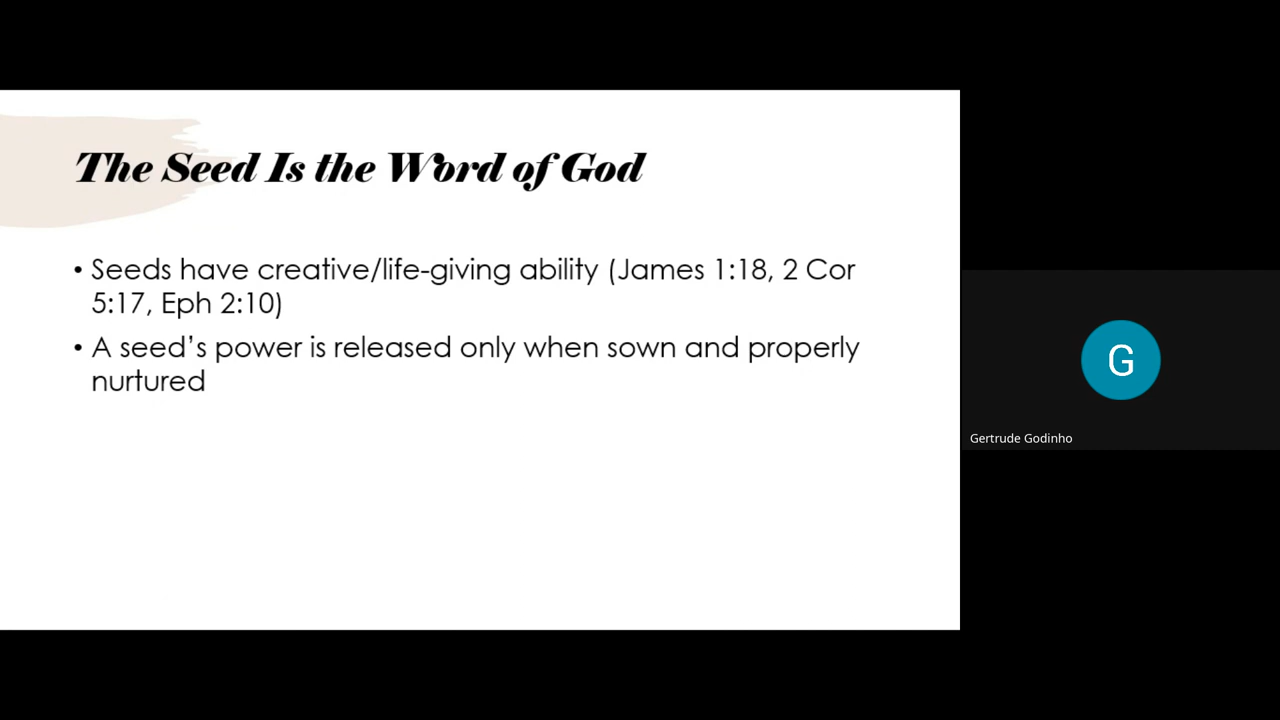 The Seed Is the Word of God
• Seeds have creative/life-giving ability (James 1:18, 2 Cor
5:17, Eph 2:10)
• A seed’s power is released only when sown and properly
nurtured
G
Gertrude Godinho